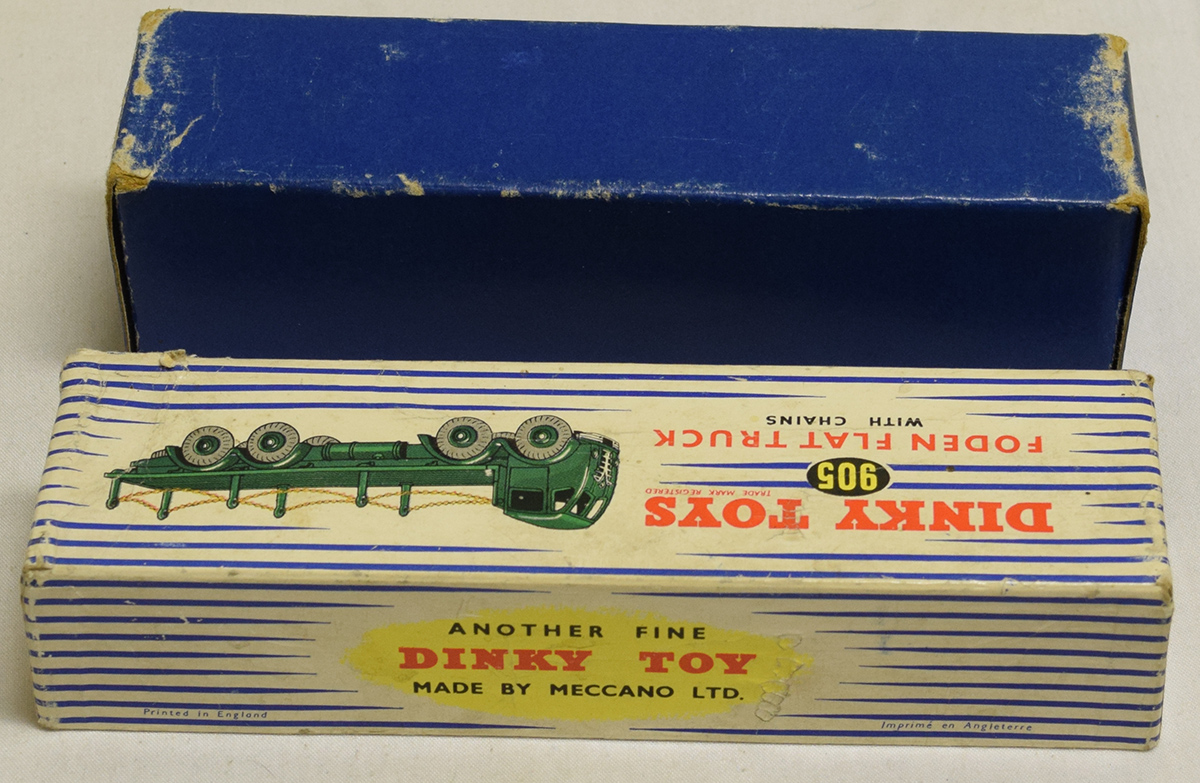 DINKY TOYS
TRADE MARK REGISTERED
905
FODEN FLAT TRUCK
WITH CHAINS
ANOTHER FINE
DINKY TOY
MADE BY MECCANO LTD.
Printed in England
Imprimé en Angleterre